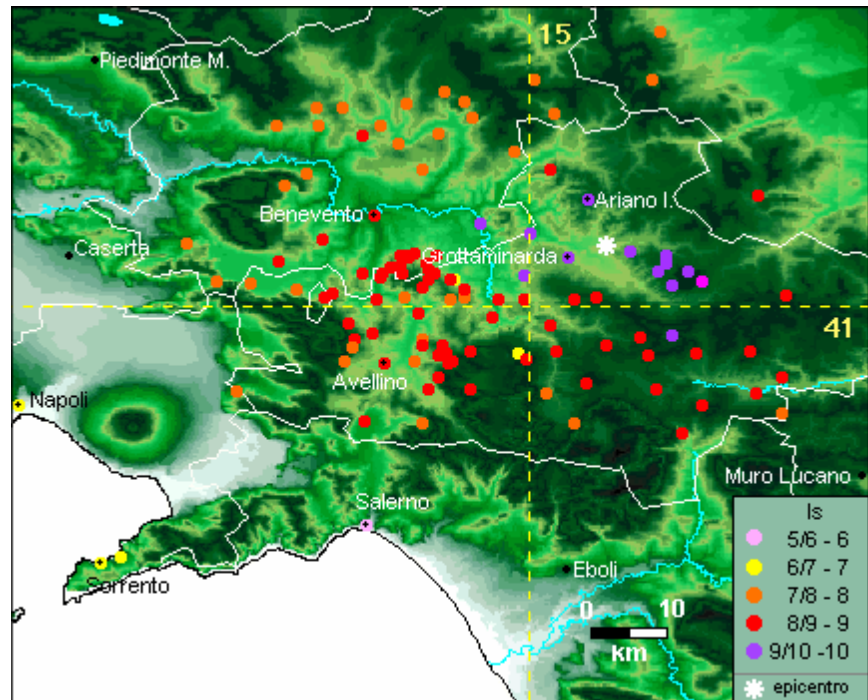 15
Piedimonte M.
Ariano I.
Benevento
Caserta
Grottaminarda
41
Avellino
Napoli
Muro Lucano
Salerno
Is
5/6 - 6
6/7 - 7
7/8 - 8
8/9 - 9
9/10 -10
epicentro
Sorrento
Eboli
0 10
km